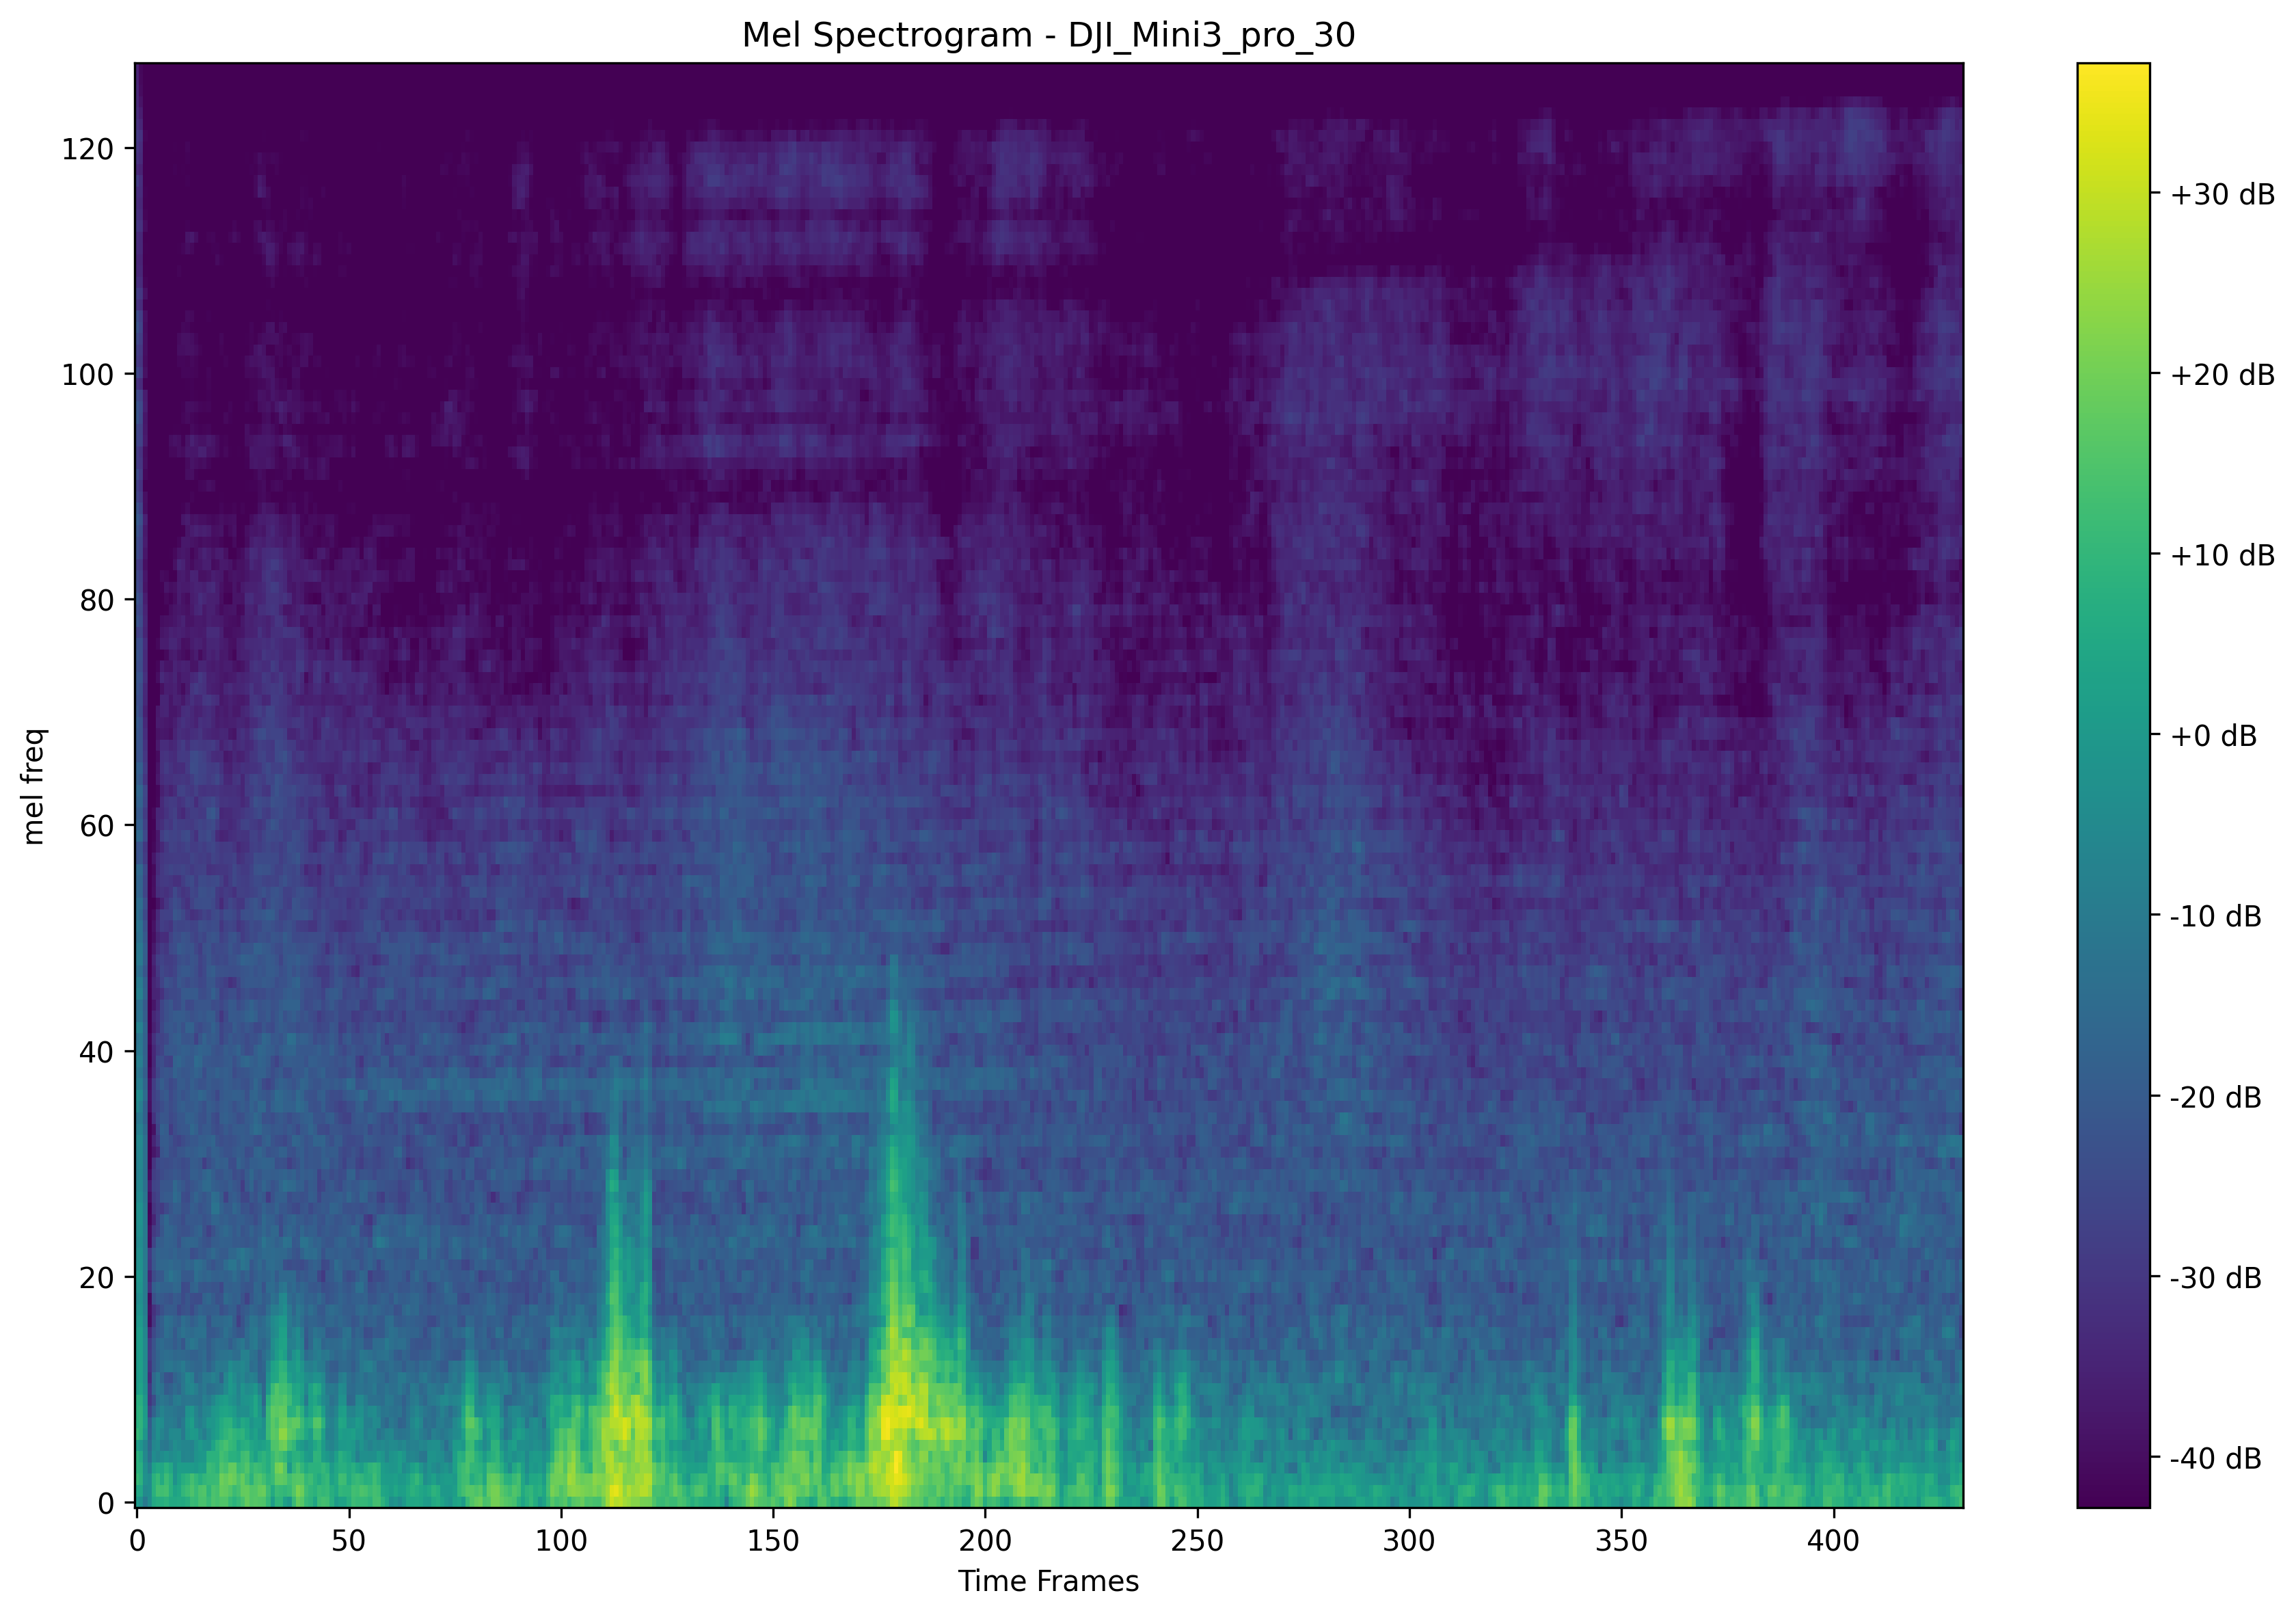 Mel Spectrogram - DJI_Mini3_pro_30
120
100
80
60
40
20
0
mel freq
0 50 100 150 200 250 300 350 400
Time Frames
+30 dB
+20 dB
+10 dB
+0 dB
-10 dB
-20 dB
-30 dB
-40 dB